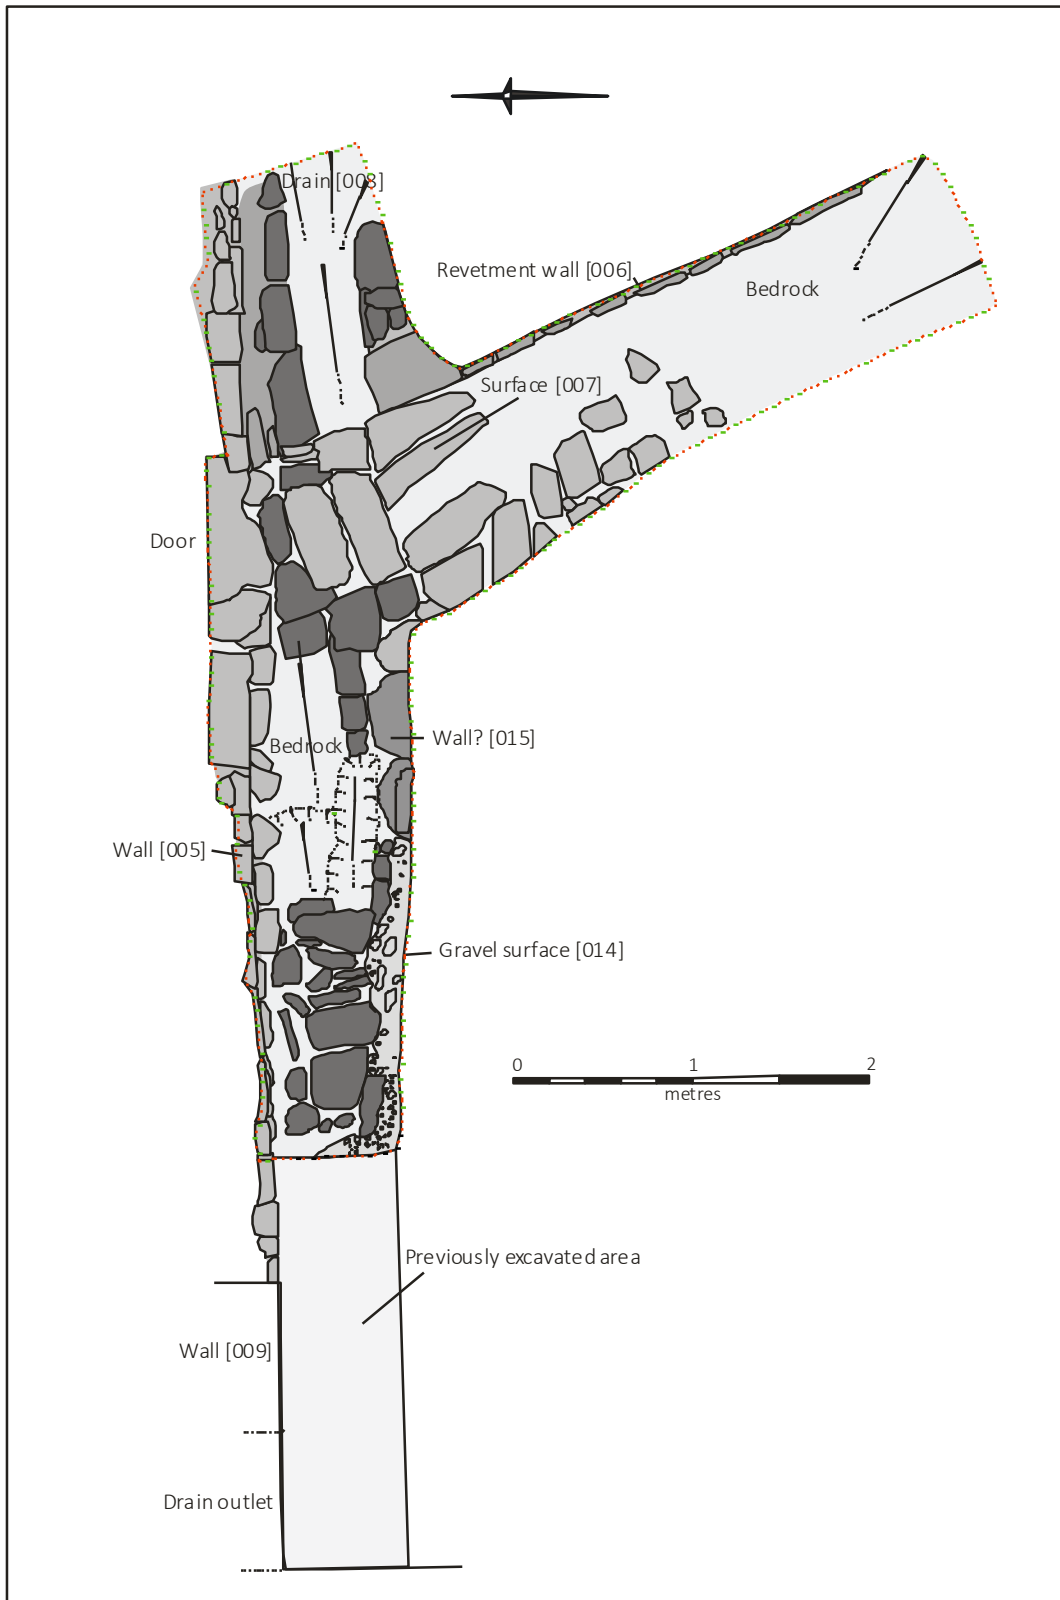 Drain [008]
Revetment wall [006]
Bedrock
Surface [007]
Door
Wall? [015]
Bedrock
Wall [005]
Gravel surface [014]
0 1 2
metres
Previously excavated area
Wall [009]
Drain outlet